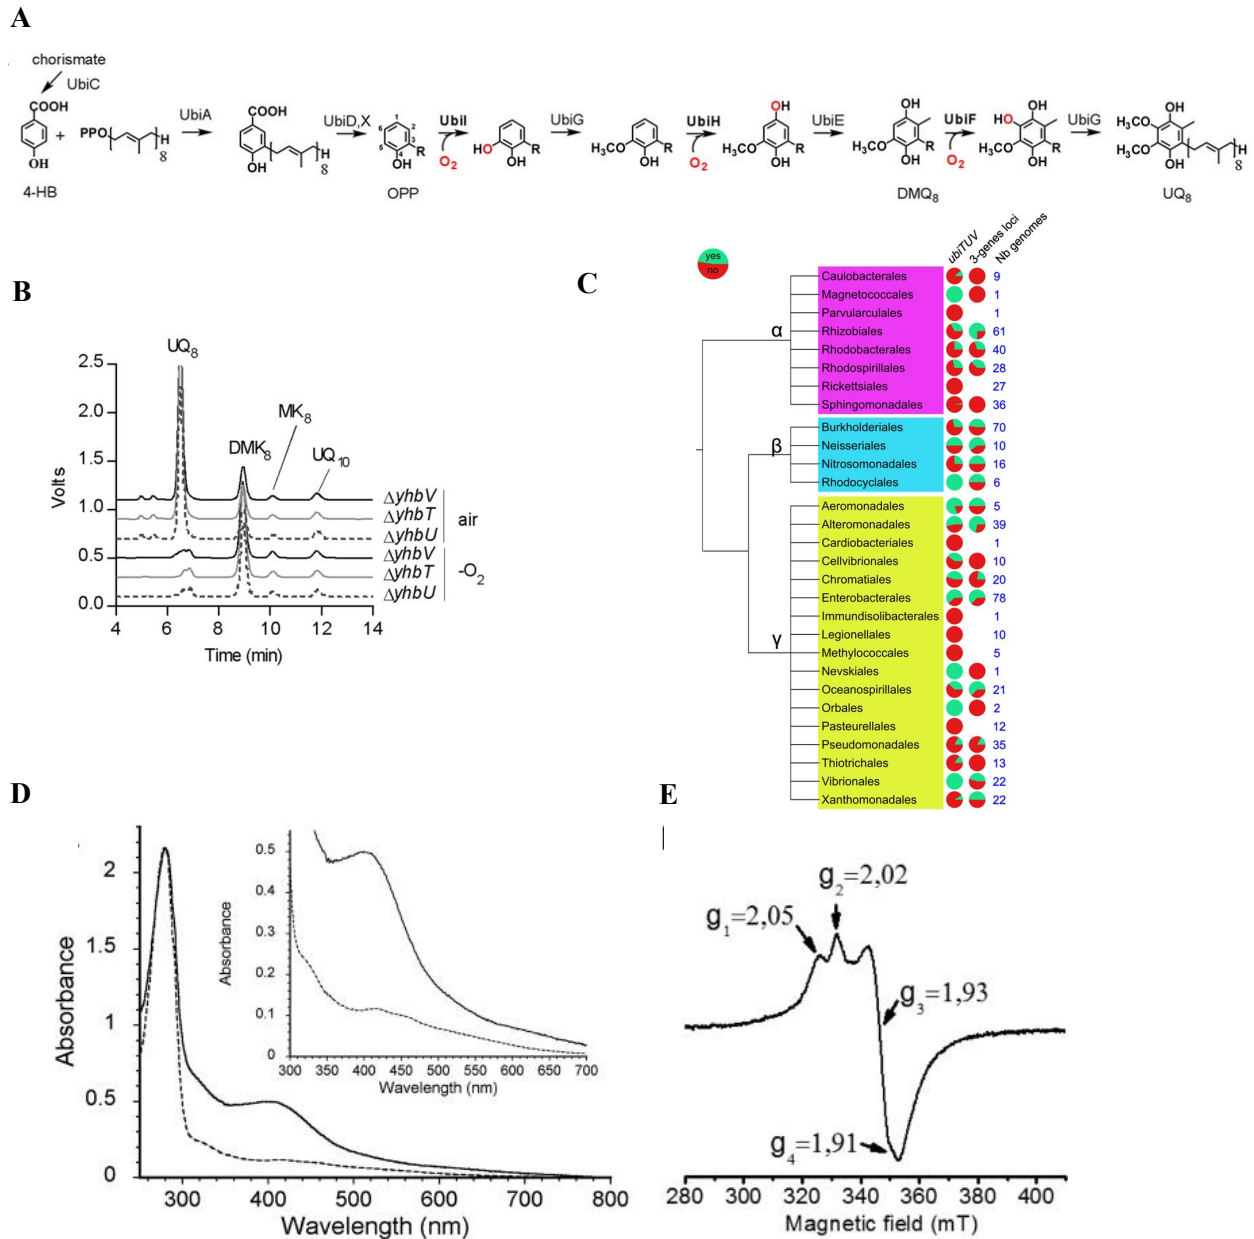 A
chorismate
UbiC
COOH
OH
4-HB
+
PPO
H
8
UbiA
COOH
OH
H
8
UbiD,X
1
2
3
4
5
6
R
OH
OPP
UbiI
O2
HO
OH
R
UbiG
H3CO
OH
R
UbiH
O2
OH
H3CO
OH
R
UbiE
OH
H3CO
OH
R
DMQ8
UbiF
O2
OH
HO
H3CO
OH
R
UbiG
OH
H3CO
H3CO
OH
H
8
UQ8
B
UQ8
MK8
DMK8
UQ10
2.5
2.0
1.5
1.0
0.5
0.0
Volts
4 6 8 10 12 14
Time (min)
ΔyhbV
ΔyhbT
ΔyhbU
air
ΔyhbV
ΔyhbT
ΔyhbU
-O2
C
yes
no
ubiTUV
3-genes loci
Nb genomes
α
Caulobacterales 9
Magnetococcales 1
Parvularculales 1
Rhizobiales 61
Rhodobacterales 40
Rhodospirillales 28
Rickettsiales 27
Sphingomonadales 36
β
Burkholderiales 70
Neisseriales 10
Nitrosomonadales 16
Rhodocyclales 6
γ
Aeromonadales 5
Alteromonadales 39
Cardiobacteriales 1
Cellvibrionales 10
Chromatiales 20
Enterobacterales 78
Immundisolibacterales 1
Legionellales 10
Methylococcales 5
Nevskiales 1
Oceanospirillales 21
Orbales 2
Pasteurellales 12
Pseudomonadales 35
Thiotrichales 13
Vibrionales 22
Xanthomonadales 22
D
2
1.5
1
0.5
0
Absorbance
300 400 500 600 700 800
Wavelength (nm)
0.5
0.4
0.3
0.2
0.1
0
Absorbance
300 350 400 450 500 550 600 650 700
Wavelength (nm)
E
g1=2,05
g2=2,02
g3=1,93
g4=1,91
280 300 320 340 360 380 400
Magnetic field (mT)